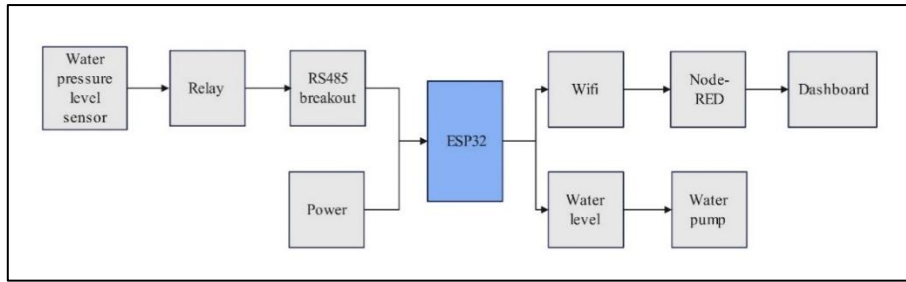 Water
pressure
level
sensor
Relay
RS485
breakout
Power
ESP32
Wifi
Node-
RED
Dashboard
Water
level
Water
pump